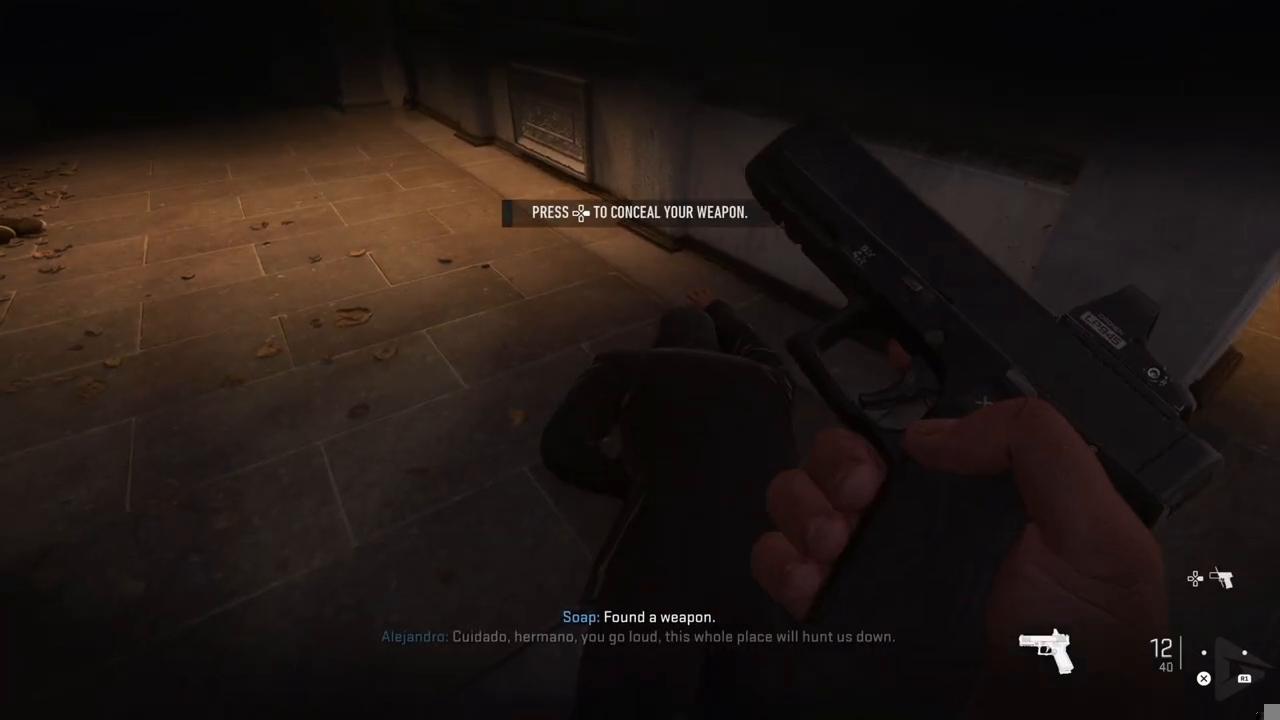 PRESS TO CONCEAL YOUR WEAPON.
Soap: Found a weapon.
Alejandro: Cuidado, hermano, you go loud, this whole place will hunt us down.
12
40
R1